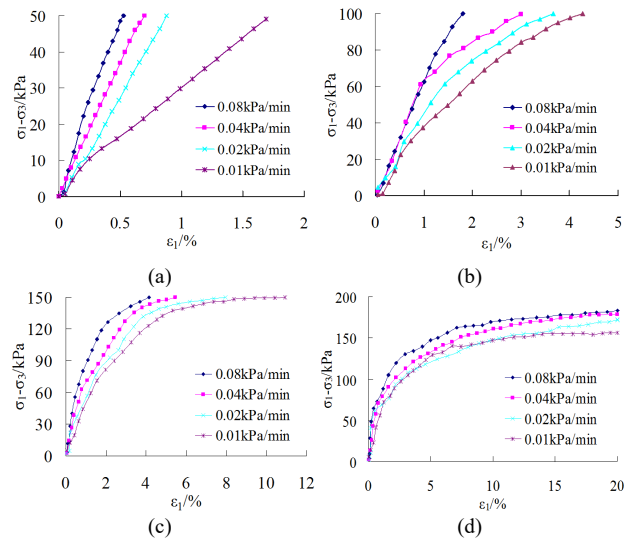 σ₁-σ₃/kPa
50
40
30
20
10
0
0.08kPa/min
0.04kPa/min
0.02kPa/min
0.01kPa/min
0 0.5 1 1.5 2
ε₁/%
(a)
σ₁-σ₃/kPa
100
80
60
40
20
0
0.08kPa/min
0.04kPa/min
0.02kPa/min
0.01kPa/min
0 1 2 3 4 5
ε₁/%
(b)
σ₁-σ₃/kPa
150
120
90
60
30
0
0.08kPa/min
0.04kPa/min
0.02kPa/min
0.01kPa/min
0 2 4 6 8 10 12
ε₁/%
(c)
σ₁-σ₃/kPa
200
150
100
50
0
0.08kPa/min
0.04kPa/min
0.02kPa/min
0.01kPa/min
0 5 10 15 20
ε₁/%
(d)